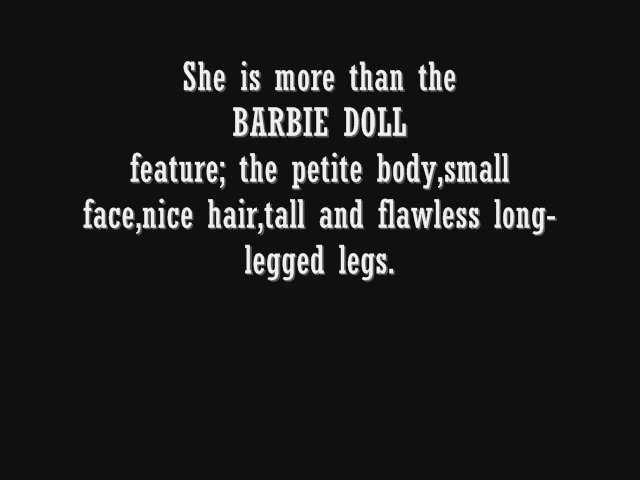 She is more than the
BARBIE DOLL
feature; the petite body,small
face,nice hair,tall and flawless long-
legged legs.